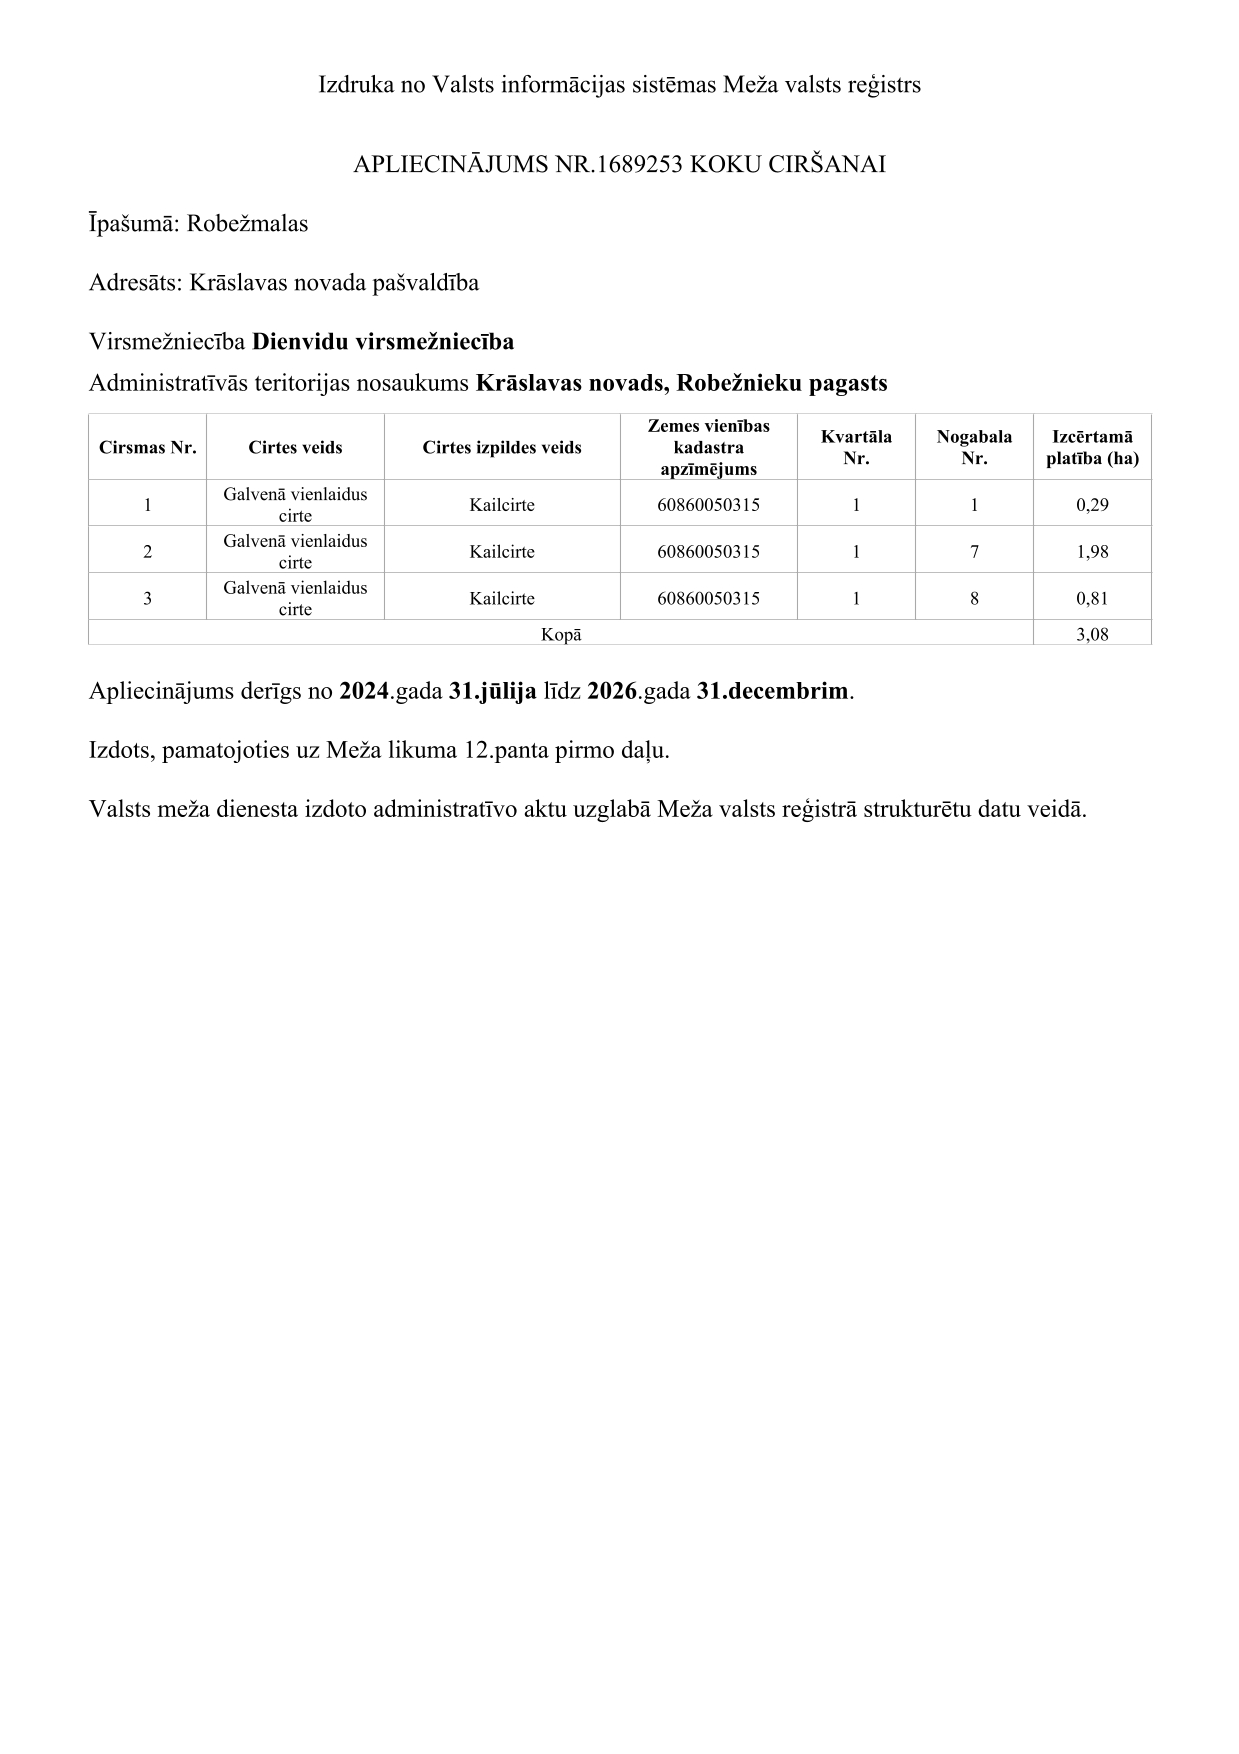 Izdruka no Valsts informācijas sistēmas Meža valsts reģistrs
APLIECINĀJUMS NR.1689253 KOKU CIRŠANAI
Īpašumā: Robežmalas
Adresāts: Krāslavas novada pašvaldība
Virsmežniecība Dienvidu virsmežniecība
Administratīvās teritorijas nosaukums Krāslavas novads, Robežnieku pagasts
Cirsmas Nr. Cirtes veids Cirtes izpildes veids Zemes vienības kadastra apzīmējums Kvartāla Nr. Nogabala Nr. Izcērtamā platība (ha)
1 Galvenā vienlaidus cirte Kailcirte 60860050315 1 1 0,29
2 Galvenā vienlaidus cirte Kailcirte 60860050315 1 7 1,98
3 Galvenā vienlaidus cirte Kailcirte 60860050315 1 8 0,81
Kopā 3,08
Apliecinājums derīgs no 2024.gada 31.jūlija līdz 2026.gada 31.decembrim.
Izdots, pamatojoties uz Meža likuma 12.panta pirmo daļu.
Valsts meža dienesta izdoto administratīvo aktu uzglabā Meža valsts reģistrā strukturētu datu veidā.